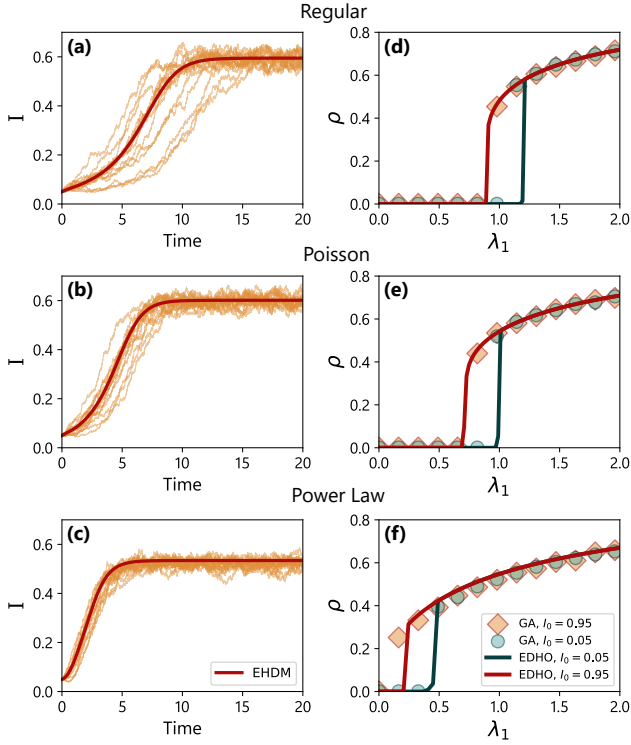 Regular
(a)
I
0.6
0.4
0.2
0.0
0
5
10
15
20
Time
(d)
ρ
0.8
0.6
0.4
0.2
0.0
0.0
0.5
1.0
1.5
2.0
λ₁
Poisson
(b)
I
0.6
0.4
0.2
0.0
0
5
10
15
20
Time
(e)
ρ
0.8
0.6
0.4
0.2
0.0
0.0
0.5
1.0
1.5
2.0
λ₁
Power Law
(c)
I
0.6
0.4
0.2
0.0
0
5
10
15
20
Time
EHDM
(f)
ρ
0.8
0.6
0.4
0.2
0.0
0.0
0.5
1.0
1.5
2.0
λ₁
GA, I₀ = 0.95
GA, I₀ = 0.05
EDHO, I₀ = 0.05
EDHO, I₀ = 0.95